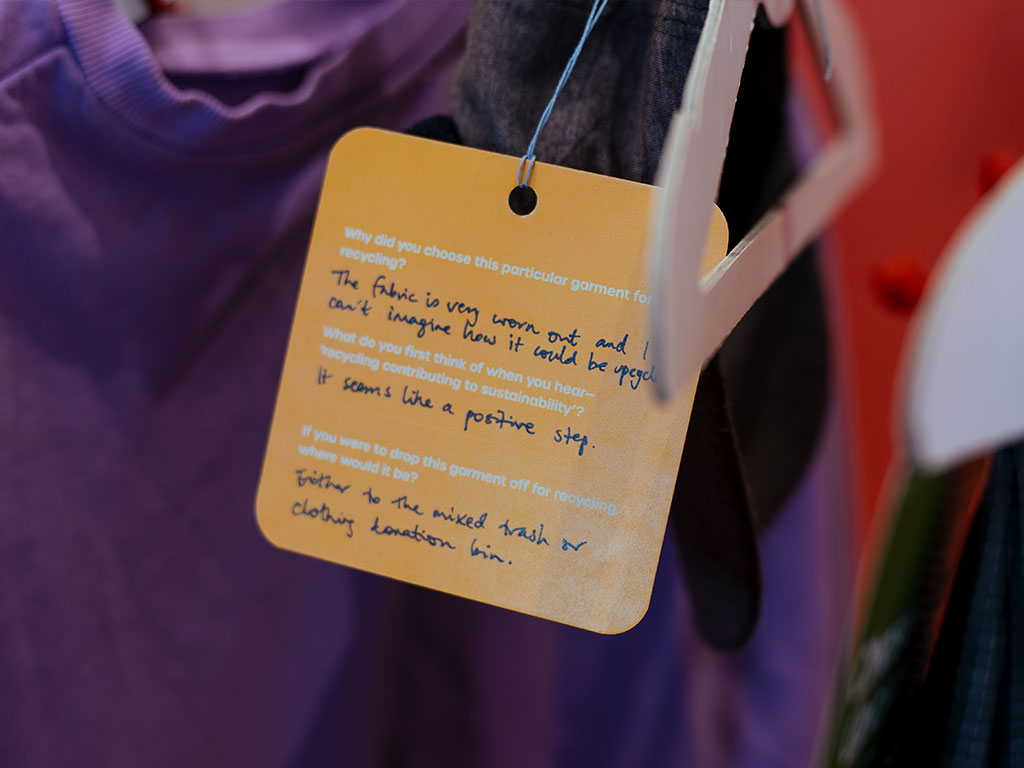 Why did you choose this particular garment for
recycling?
The fabric is very worn out and I
can't imagine how it could be upcycle
What do you first think of when you hear—
'recycling contributing to sustainability'?
It seems like a positive step.
If you were to drop this garment off for recycling,
where would it be?
Either to the mixed trash or
clothing donation bin.